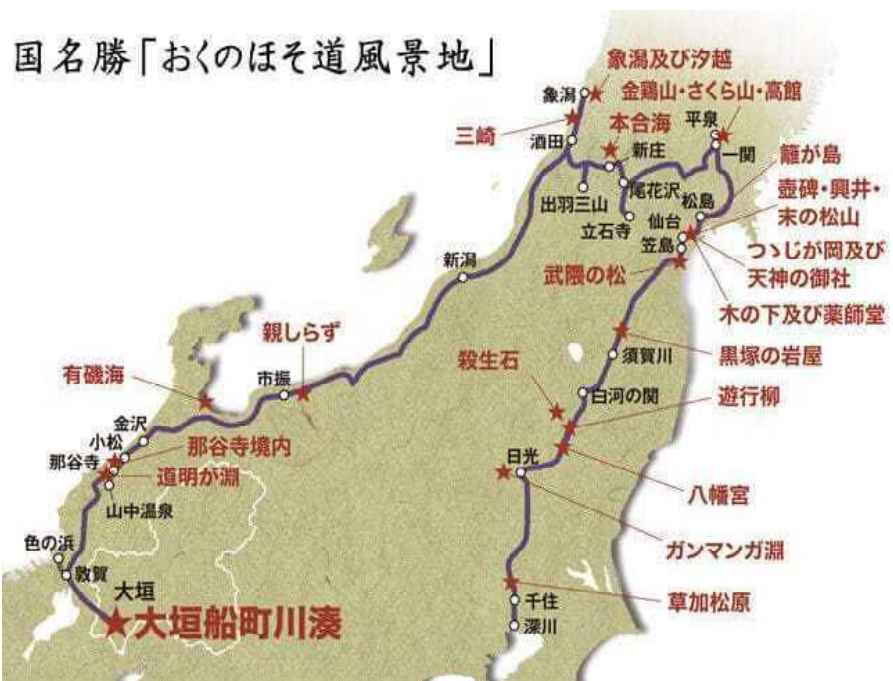 国名勝「おくのほそ道風景地」
象潟及び汐越
象潟
金鶏山・さくら山・高館
三崎
酒田
本合海
平泉
一関
新庄
籬が島
出羽三山
尾花沢
松島
壺碑・興井・
末の松山
立石寺
仙台
笠島
つゝじが岡及び
天神の御社
新潟
武隈の松
木の下及び薬師堂
親しらず
須賀川
黒塚の岩屋
有磯海
市振
殺生石
白河の関
遊行柳
金沢
小松
那谷寺境内
那谷寺
道明が淵
日光
八幡宮
山中温泉
色の浜
ガンマンガ淵
敦賀
大垣
大垣船町川湊
千住
草加松原
深川